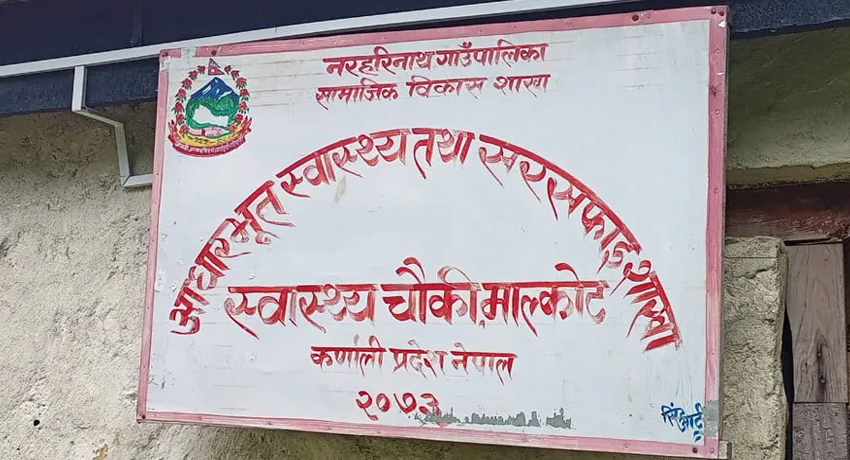 नरहरिनाथ गाउँपालिका
सामाजिक विकास शाखा
आधारभूत स्वास्थ्य तथा सरसफाइ शाखा
स्वास्थ्य चौकी, मालकोट
कर्णाली प्रदेश नेपाल
२०७३